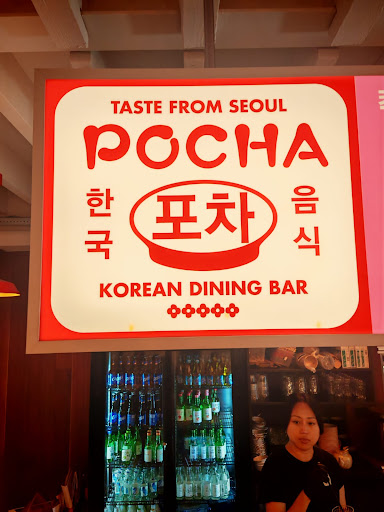 TASTE FROM SEOUL
POCHA
한국
포차
음식
KOREAN DINING BAR